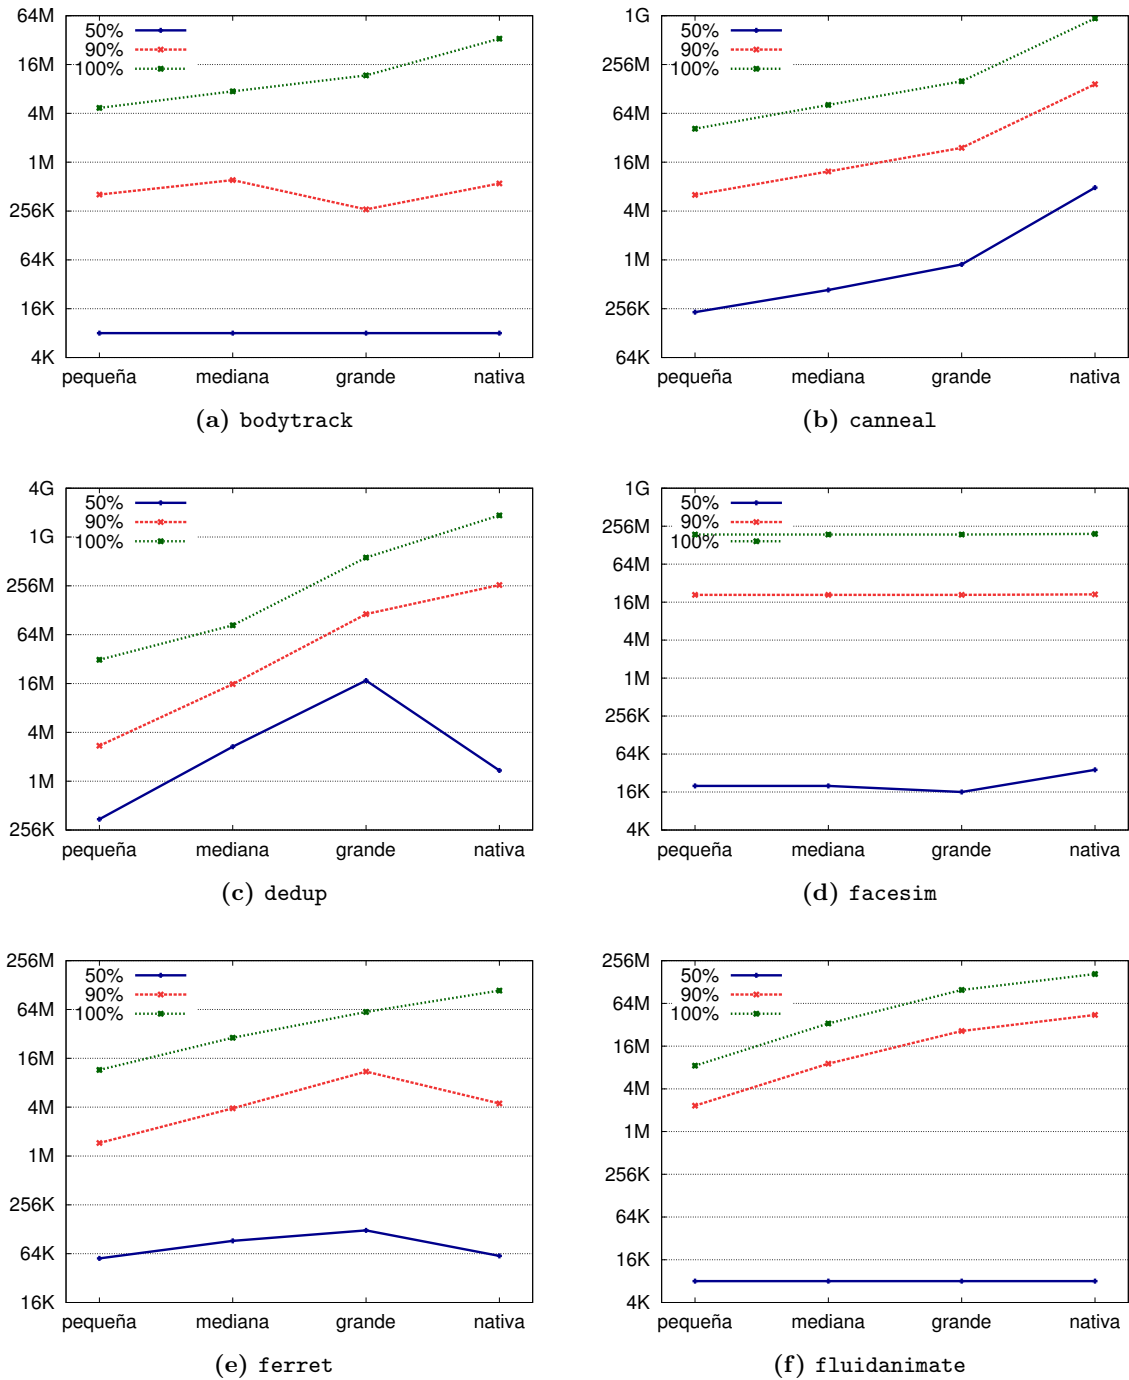 64M
16M
4M
1M
256K
64K
16K
4K
50%
90%
100%
pequeña mediana grande nativa
(a) bodytrack
1G
256M
64M
16M
4M
1M
256K
64K
50%
90%
100%
pequeña mediana grande nativa
(b) canneal
4G
1G
256M
64M
16M
4M
1M
256K
50%
90%
100%
pequeña mediana grande nativa
(c) dedup
1G
256M
64M
16M
4M
1M
256K
64K
16K
4K
50%
90%
100%
pequeña mediana grande nativa
(d) facesim
256M
64M
16M
4M
1M
256K
64K
16K
50%
90%
100%
pequeña mediana grande nativa
(e) ferret
256M
64M
16M
4M
1M
256K
64K
16K
4K
50%
90%
100%
pequeña mediana grande nativa
(f) fluidanimate